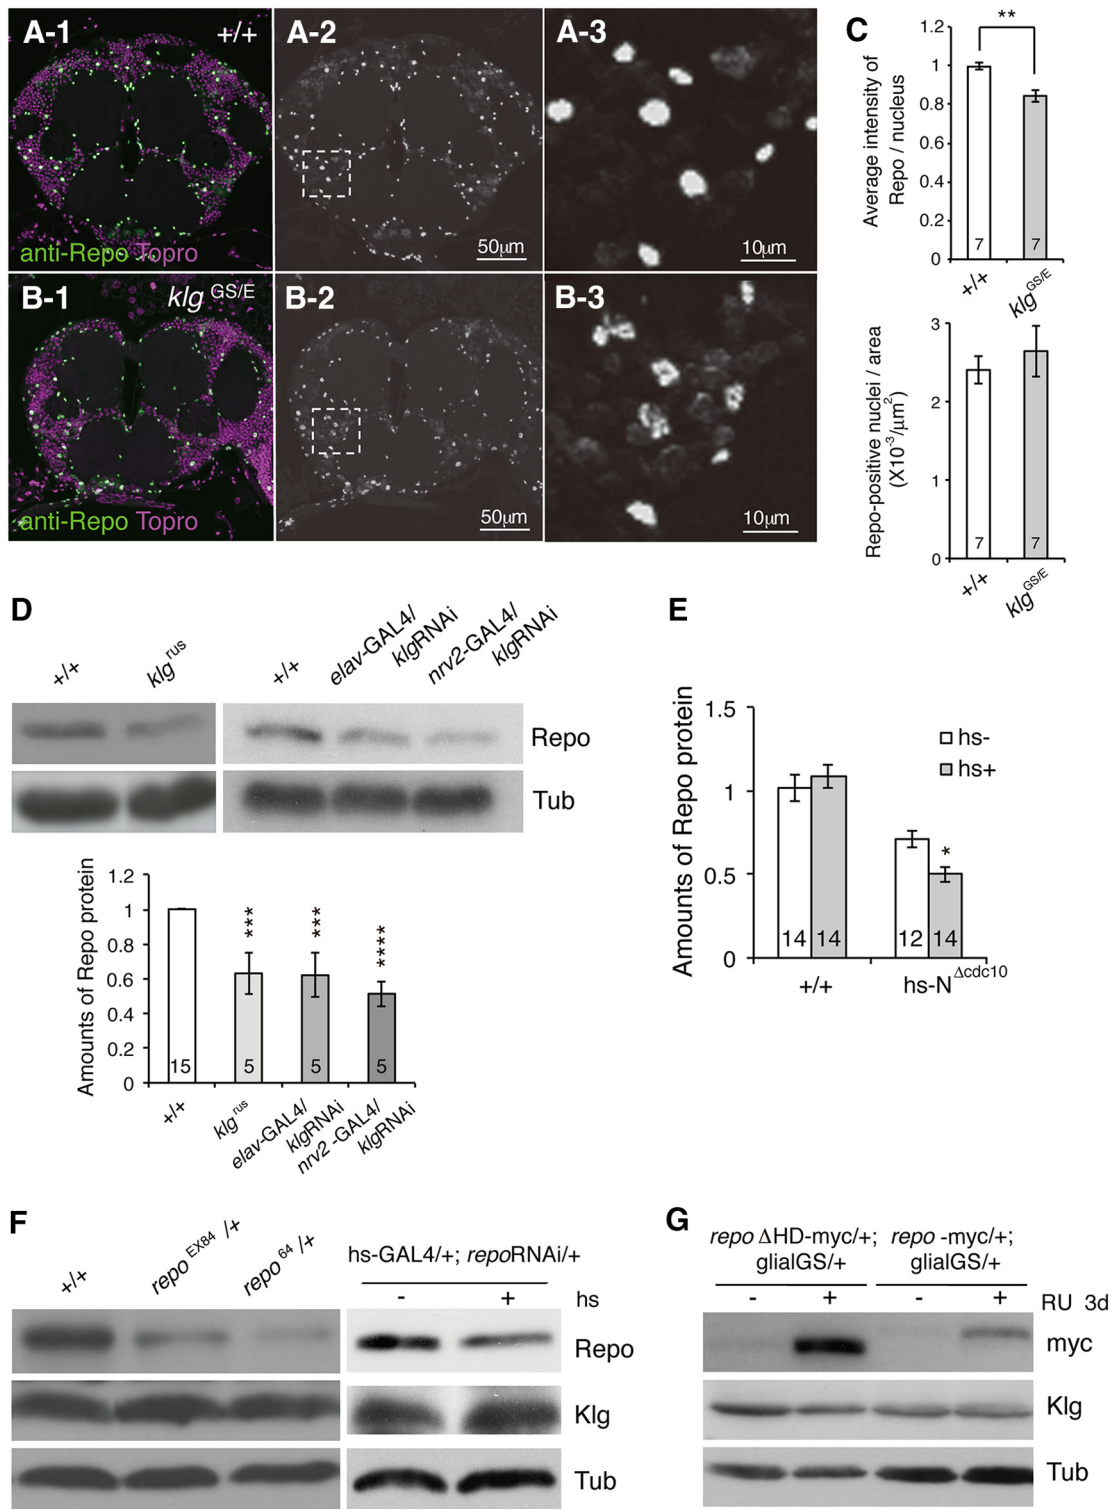 A-1
+/+
A-2
A-3
anti-Repo Topro
50µm
10µm
B-1
klg GS/E
B-2
B-3
anti-Repo Topro
50µm
10µm
C
**
Average intensity of
Repo / nucleus
1.2
1
0.8
0.6
0.4
0.2
0
7
7
+/+
klg GS/E
Repo-positive nuclei / area
(X10-3/µm2)
3
2
1
0
7
7
+/+
klg GS/E
D
+/+
klg rus
+/+
elav-GAL4/
klgRNAi
nrv2-GAL4/
klgRNAi
Repo
Tub
Amounts of Repo protein
1.2
1
0.8
0.6
0.4
0.2
0
***
***
****
15
5
5
5
+/+
klg rus
elav-GAL4/
klgRNAi
nrv2 -GAL4/
klgRNAi
E
Amounts of Repo protein
1.5
1
0.5
0
hs-
hs+
*
14
14
12
14
+/+
hs-N Δcdc10
F
+/+
repo EX84 /+
repo 64 /+
hs-GAL4/+; repoRNAi/+
-
+
hs
Repo
Klg
Tub
G
repo ΔHD-myc/+;
glialGS/+
repo -myc/+;
glialGS/+
-
+
-
+
RU 3d
myc
Klg
Tub